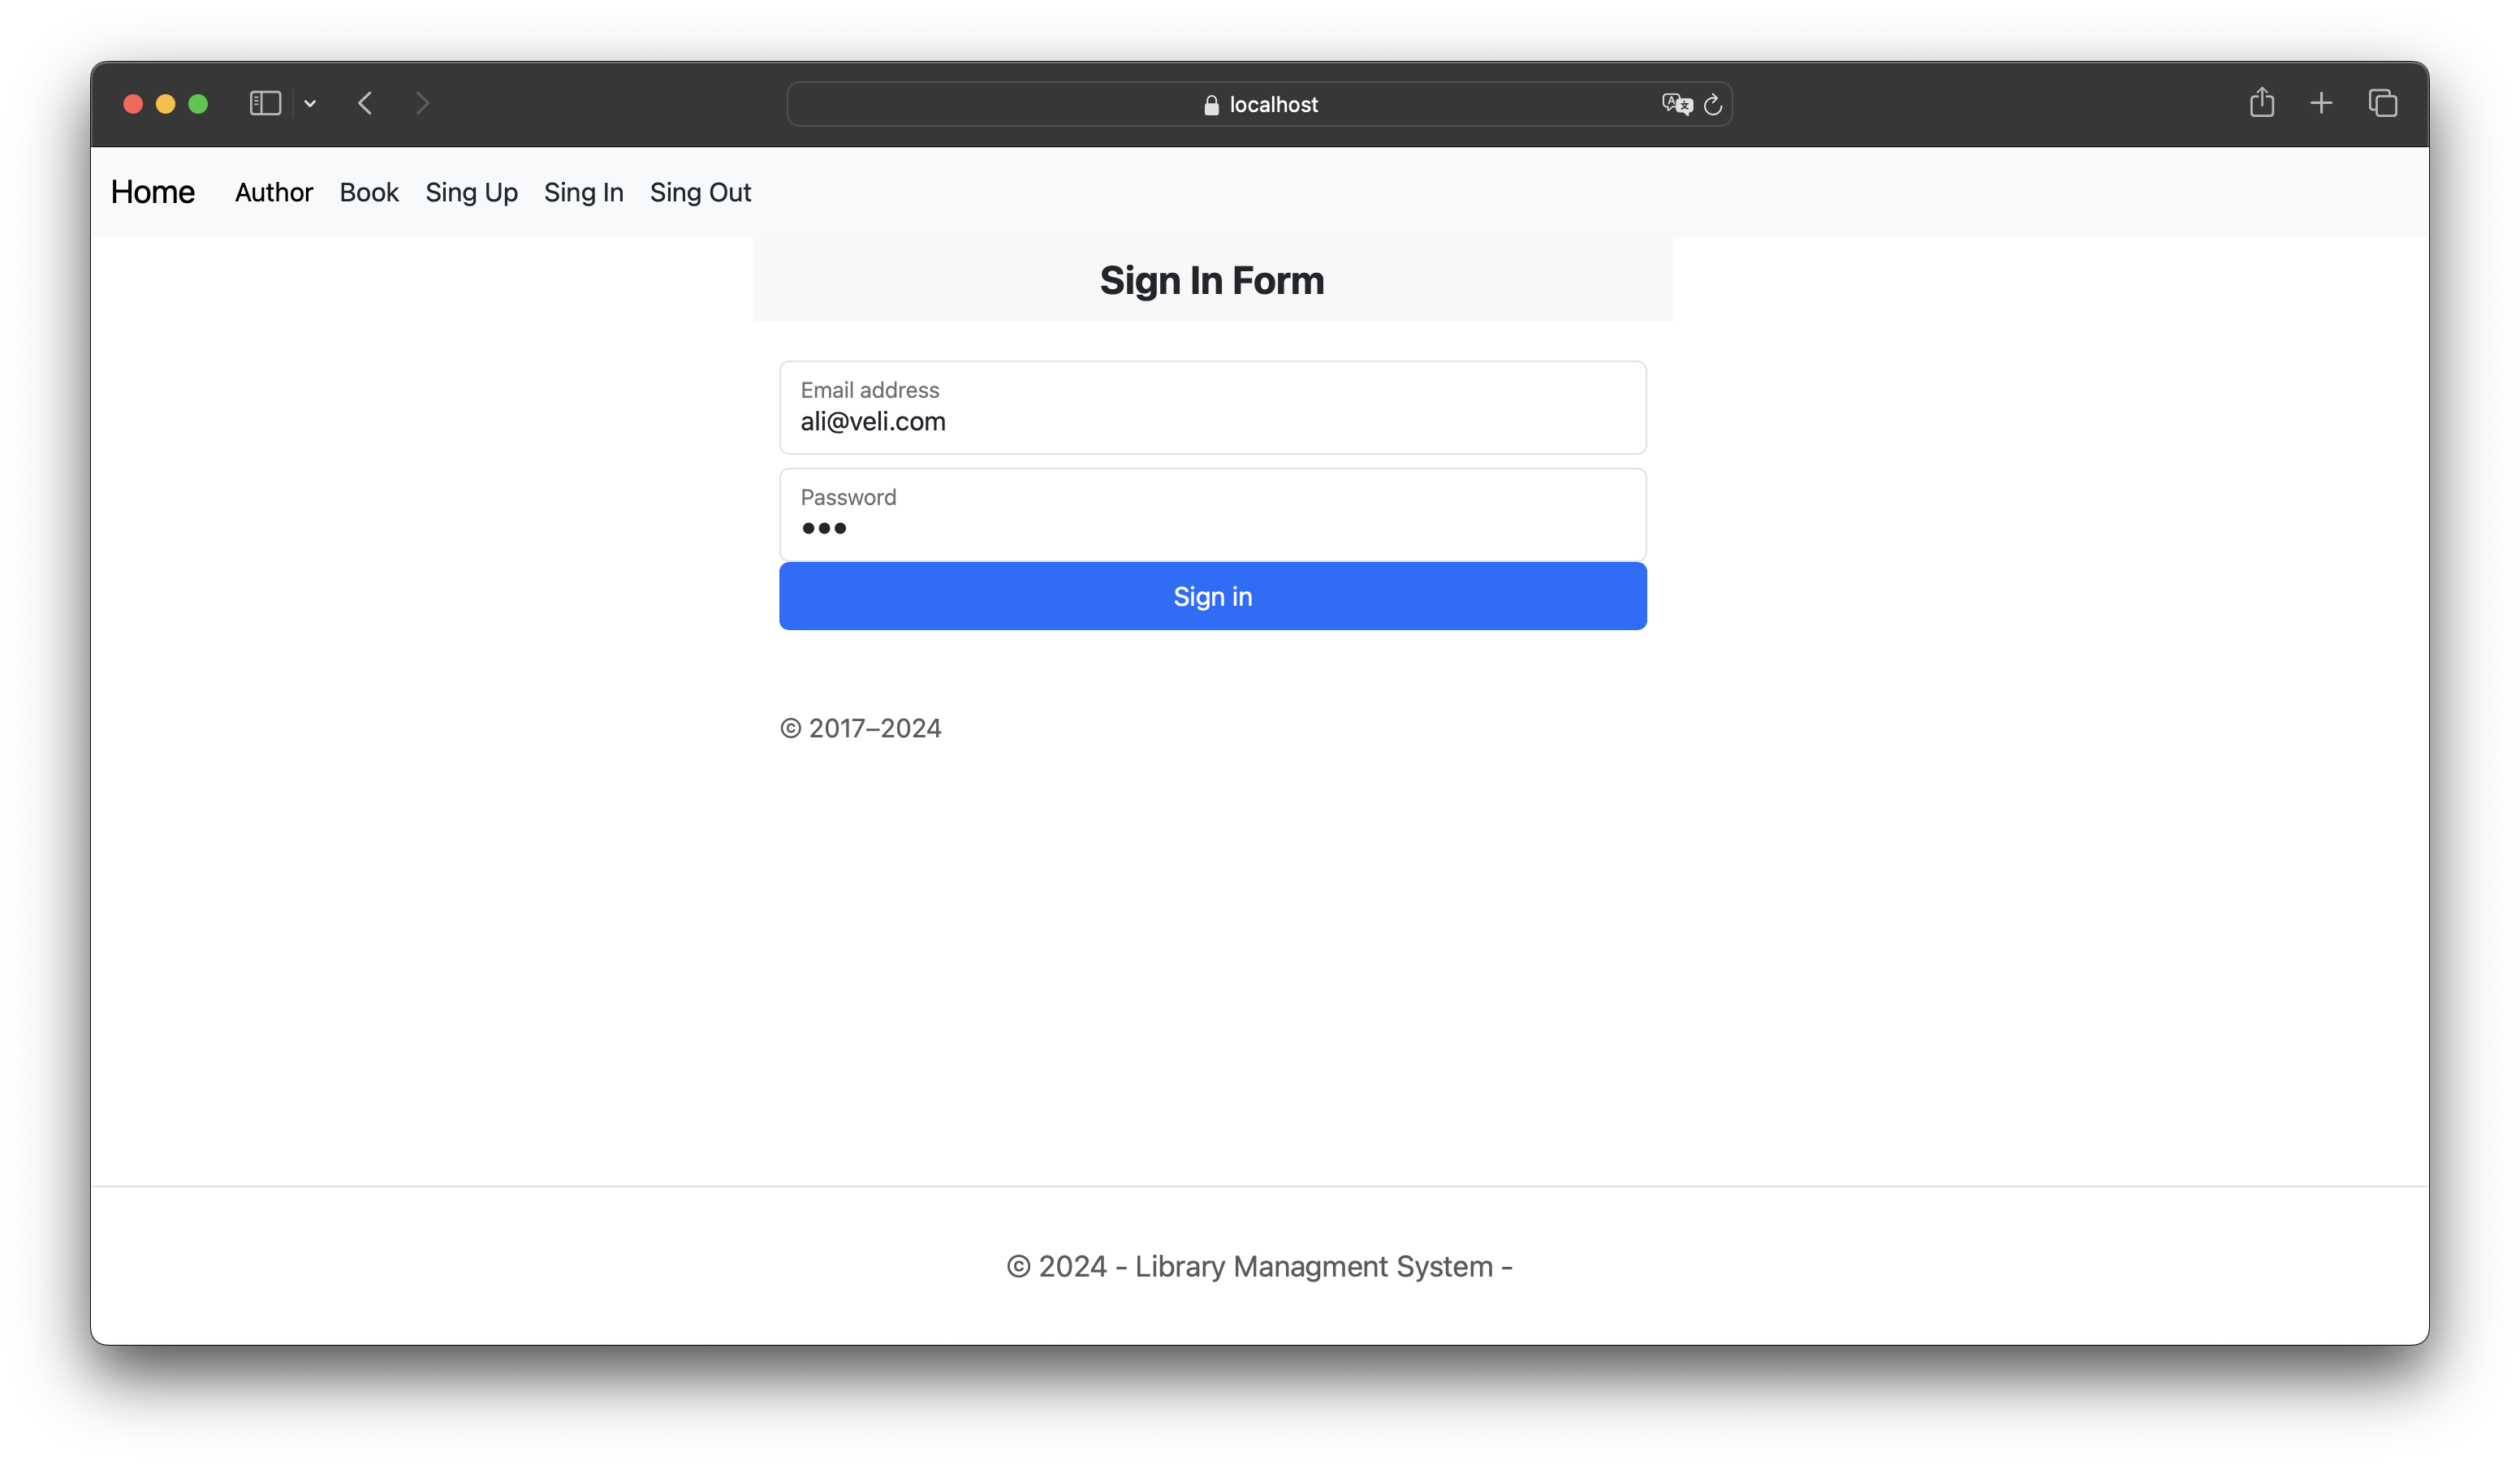 localhost
Home Author Book Sing Up Sing In Sing Out
Sign In Form
Email address
ali@veli.com
Password
•••
Sign in
© 2017–2024
© 2024 - Library Managment System -